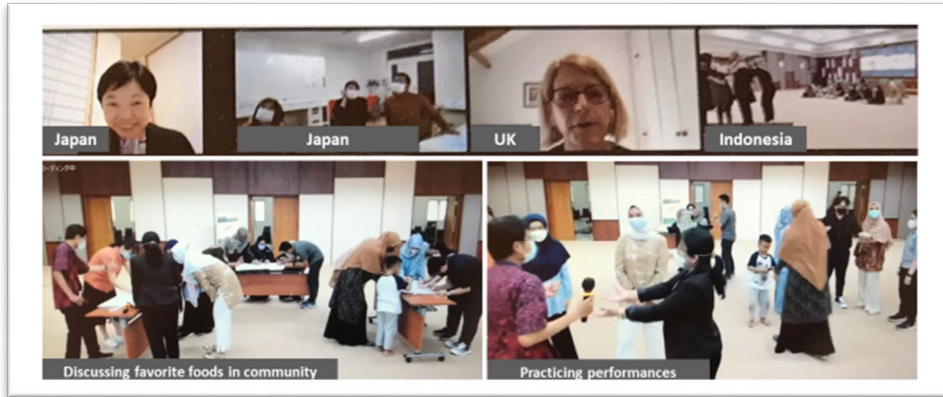 Japan
Japan
UK
Indonesia
Discussing favorite foods in community
Practicing performances